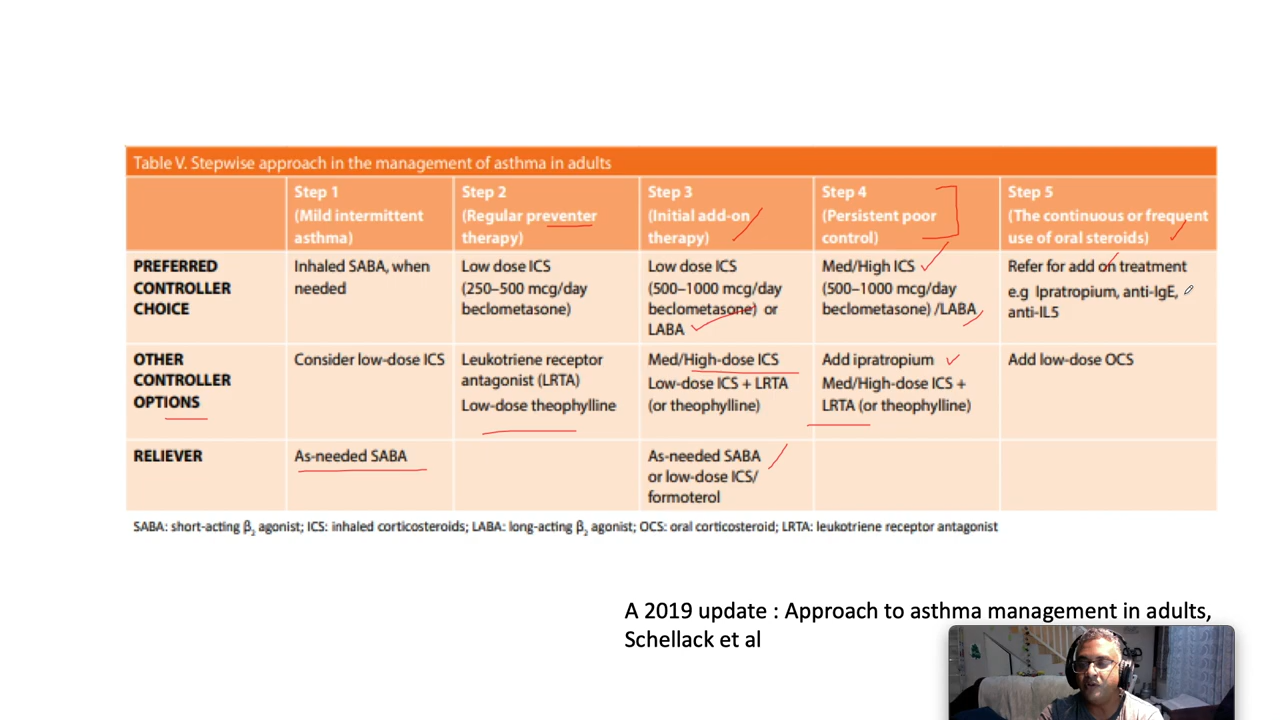 Table V. Stepwise approach in the management of asthma in adults
Step 1
(Mild intermittent
asthma)
Step 2
(Regular preventer
therapy)
Step 3
(Initial add-on
therapy)
Step 4
(Persistent poor
control)
Step 5
(The continuous or frequent
use of oral steroids)
PREFERRED
CONTROLLER
CHOICE
Inhaled SABA, when
needed
Low dose ICS
(250–500 mcg/day
beclometasone)
Low dose ICS
(500–1000 mcg/day
beclometasone) or
LABA
Med/High ICS
(500–1000 mcg/day
beclometasone) /LABA
Refer for add on treatment
e.g Ipratropium, anti-IgE,
anti-IL5
OTHER
CONTROLLER
OPTIONS
Consider low-dose ICS
Leukotriene receptor
antagonist (LRTA)
Low-dose theophylline
Med/High-dose ICS
Low-dose ICS + LRTA
(or theophylline)
Add ipratropium
Med/High-dose ICS +
LRTA (or theophylline)
Add low-dose OCS
RELIEVER
As-needed SABA
As-needed SABA
or low-dose ICS/
formoterol
SABA: short-acting β2 agonist; ICS: inhaled corticosteroids; LABA: long-acting β2 agonist; OCS: oral corticosteroid; LRTA: leukotriene receptor antagonist
A 2019 update : Approach to asthma management in adults,
Schellack et al